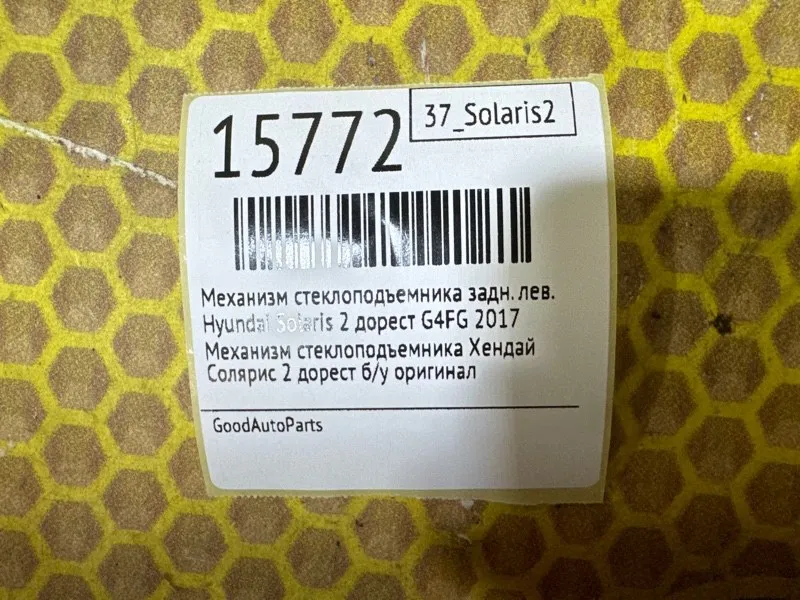 15772
37_Solaris2
Механизм стеклоподъемника задн. лев.
Hyundai Solaris 2 дорест G4FG 2017
Механизм стеклоподъемника Хендай
Солярис 2 дорест б/у оригинал
GoodAutoParts